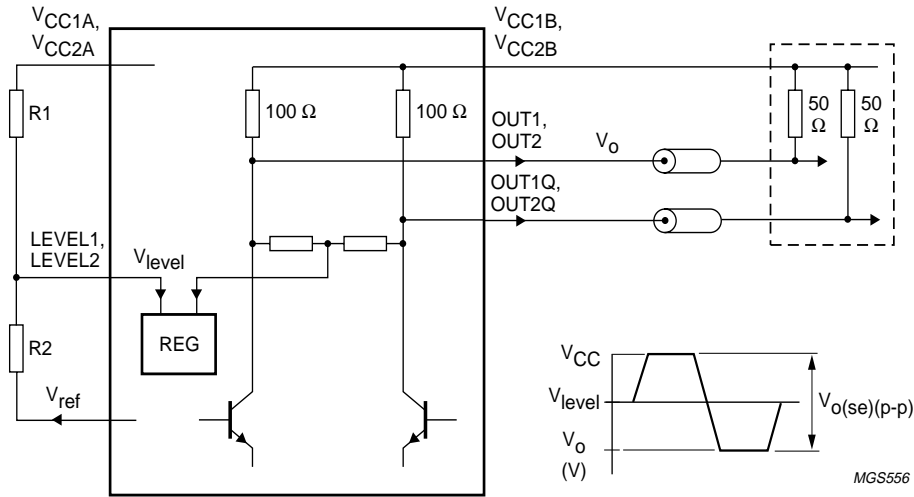 VCC1A,
VCC2A
R1
LEVEL1,
LEVEL2
Vlevel
REG
R2
Vref
100 Ω
100 Ω
VCC1B,
VCC2B
OUT1,
OUT2
Vo
OUT1Q,
OUT2Q
50
Ω
50
Ω
VCC
Vlevel
Vo
(V)
Vo(se)(p-p)
MGS556